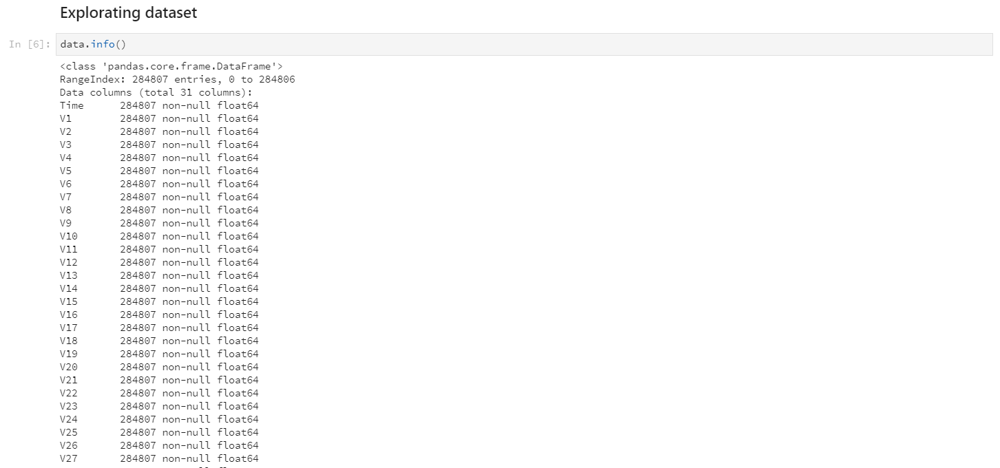 Explorating dataset
In [6]: data.info()
<class 'pandas.core.frame.DataFrame'>
RangeIndex: 284807 entries, 0 to 284806
Data columns (total 31 columns):
Time      284807 non-null float64
V1        284807 non-null float64
V2        284807 non-null float64
V3        284807 non-null float64
V4        284807 non-null float64
V5        284807 non-null float64
V6        284807 non-null float64
V7        284807 non-null float64
V8        284807 non-null float64
V9        284807 non-null float64
V10       284807 non-null float64
V11       284807 non-null float64
V12       284807 non-null float64
V13       284807 non-null float64
V14       284807 non-null float64
V15       284807 non-null float64
V16       284807 non-null float64
V17       284807 non-null float64
V18       284807 non-null float64
V19       284807 non-null float64
V20       284807 non-null float64
V21       284807 non-null float64
V22       284807 non-null float64
V23       284807 non-null float64
V24       284807 non-null float64
V25       284807 non-null float64
V26       284807 non-null float64
V27       284807 non-null float64